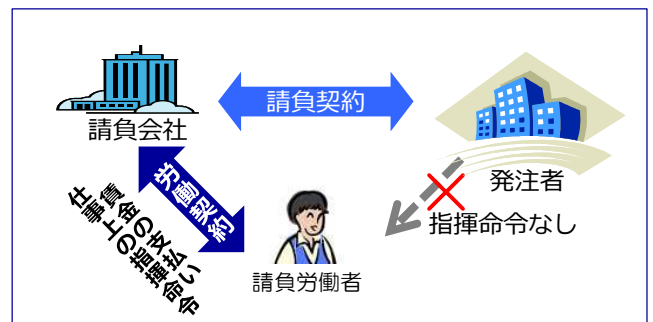 請負契約
請負会社
発注者
指揮命令なし
労働契約
賃金の支払い
仕事上の指揮命令
請負労働者